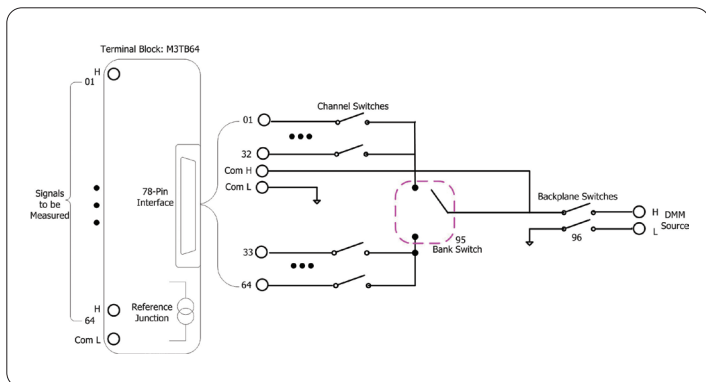 Terminal Block: M3TB64
H
01
Signals
to be
Measured
78-Pin
Interface
H
64
Com L
Reference
Junction
Channel Switches
01
32
Com H
Com L
33
64
95
Bank Switch
Backplane Switches
96
H
L
DMM
Source